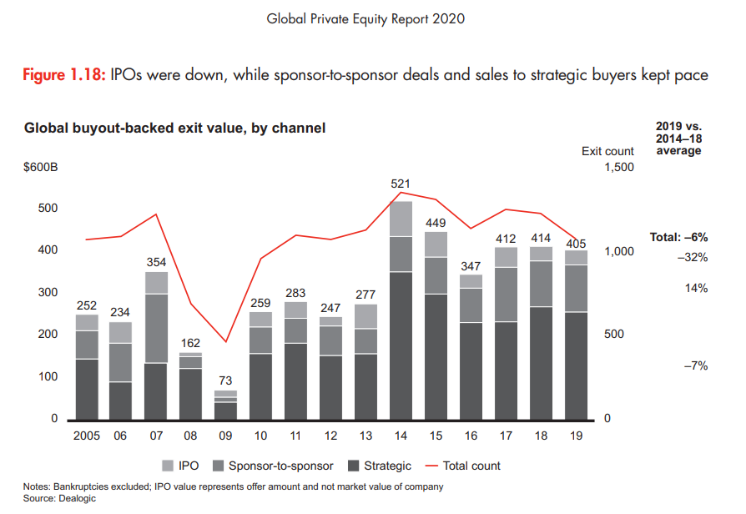 Global Private Equity Report 2020
Figure 1.18: IPOs were down, while sponsor-to-sponsor deals and sales to strategic buyers kept pace
Global buyout-backed exit value, by channel
2019 vs.
2014–18
average
Exit count
$600B
1,500
521
500
449
412
414
405
Total: –6%
400
1,000
–32%
354
347
14%
300
283
277
259
252
247
234
200
500
162
–7%
100
73
0
0
2005 06 07 08 09 10 11 12 13 14 15 16 17 18 19
IPO Sponsor-to-sponsor Strategic Total count
Notes: Bankruptcies excluded; IPO value represents offer amount and not market value of company
Source: Dealogic